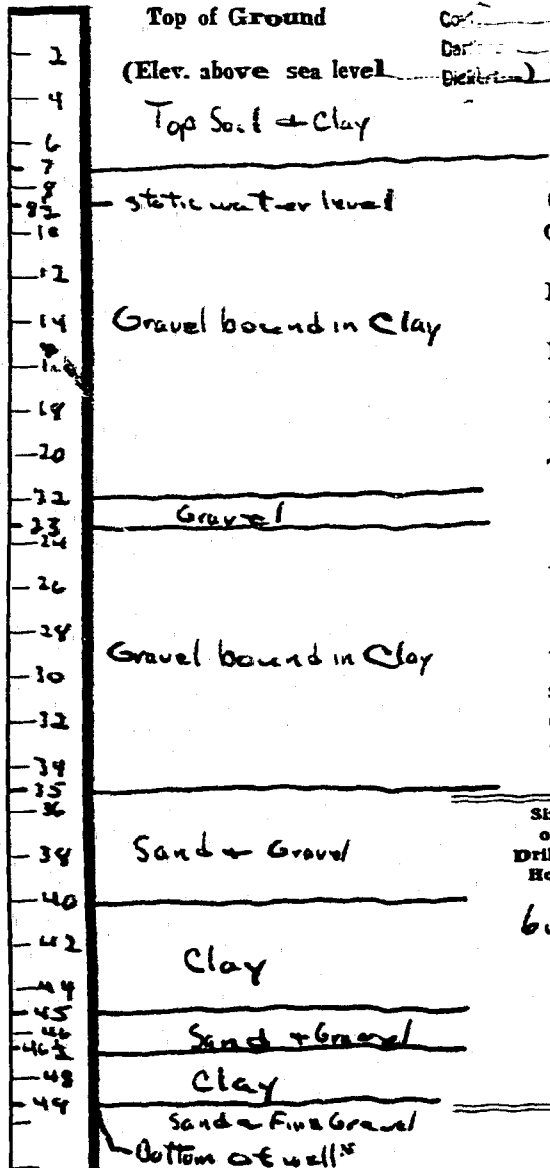 Top of Ground
2
(Elev. above sea level )
4
Top Soil + Clay
6
7
8
8½ static water level
10
12
14 Gravel bound in Clay
16
18
20
22
Gravel
23
24
26
28
Gravel bound in Clay
30
32
34
35
36
38 Sand + Gravel
40
42
Clay
44
45
46
Sand + Gravel
46½
48 Clay
49
Sand + Fine Gravel
Bottom of well